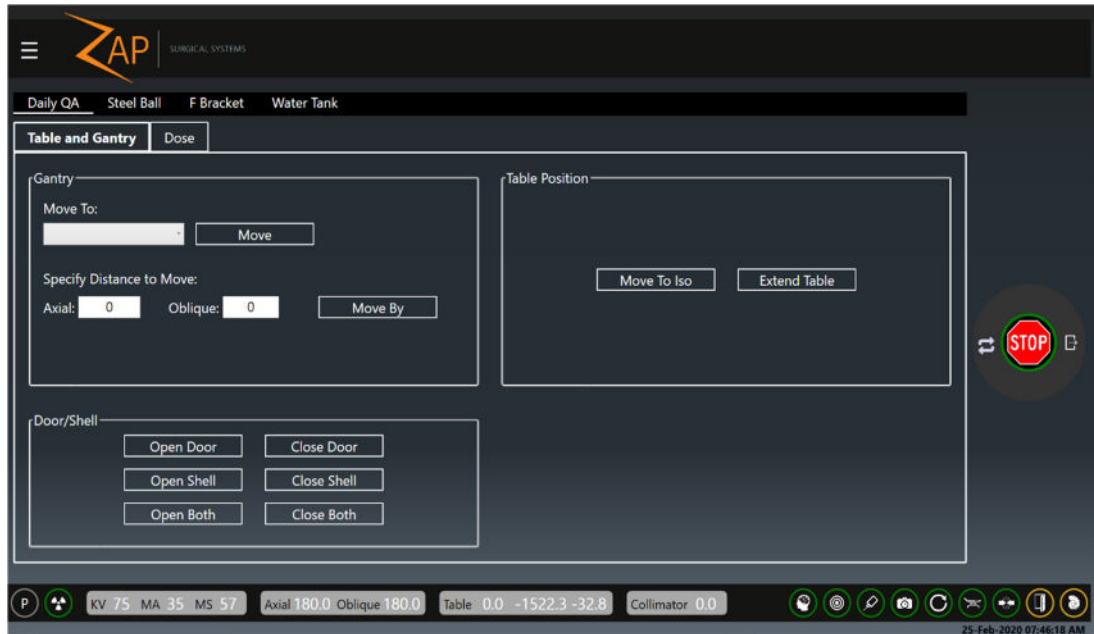 ZAP SURGICAL SYSTEMS
Daily QA Steel Ball F Bracket Water Tank
Table and Gantry Dose
Gantry
Move To:
Move
Specify Distance to Move:
Axial: 0 Oblique: 0 Move By
Table Position
Move To Iso Extend Table
STOP
Door/Shell
Open Door Close Door
Open Shell Close Shell
Open Both Close Both
P KV 75 MA 35 MS 57 Axial 180.0 Oblique 180.0 Table 0.0 -1522.3 -32.8 Collimator 0.0
25-Feb-2020 07:46:18 AM